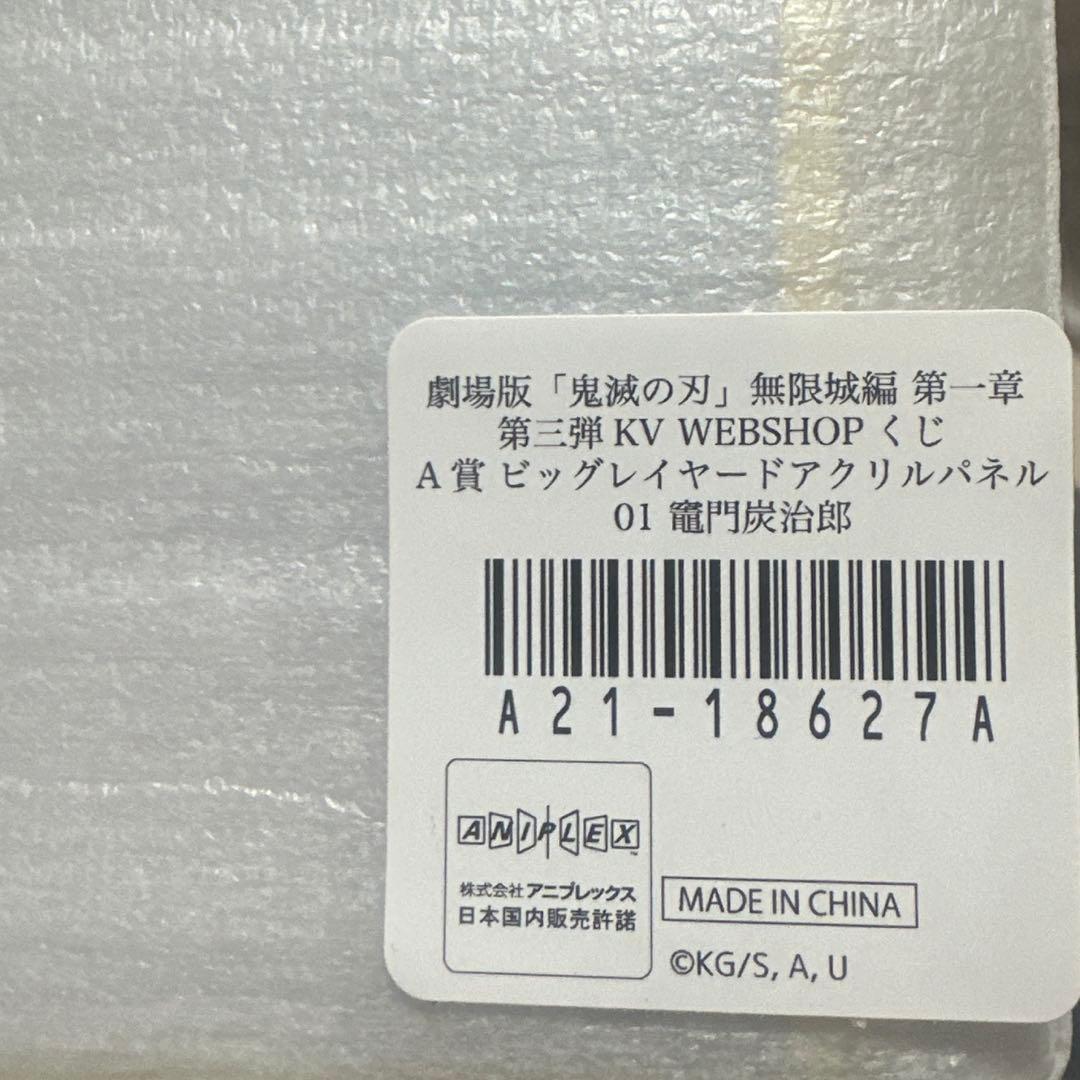 劇場版「鬼滅の刃」無限城編 第一章
第三弾 KV WEBSHOP くじ
A 賞 ビッグレイヤードアクリルパネル
01 竈門炭治郎
A21-18627A
ANIPLEX
株式会社アニプレックス
日本国内販売許諾
MADE IN CHINA
©KG/S, A, U